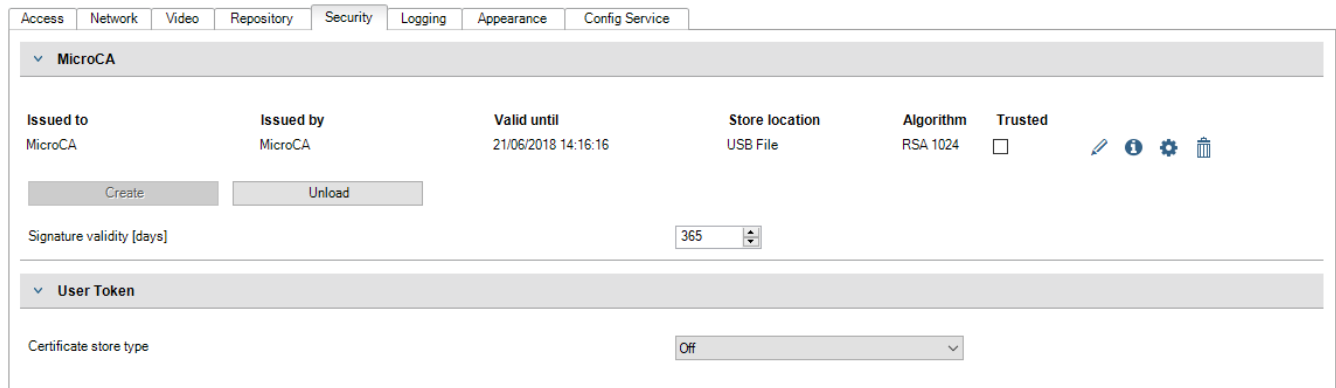 Access Network Video Repository Security Logging Appearance Config Service
MicroCA
Issued to Issued by Valid until Store location Algorithm Trusted
MicroCA MicroCA 21/06/2018 14:16:16 USB File RSA 1024
Create Unload
Signature validity [days] 365
User Token
Certificate store type Off